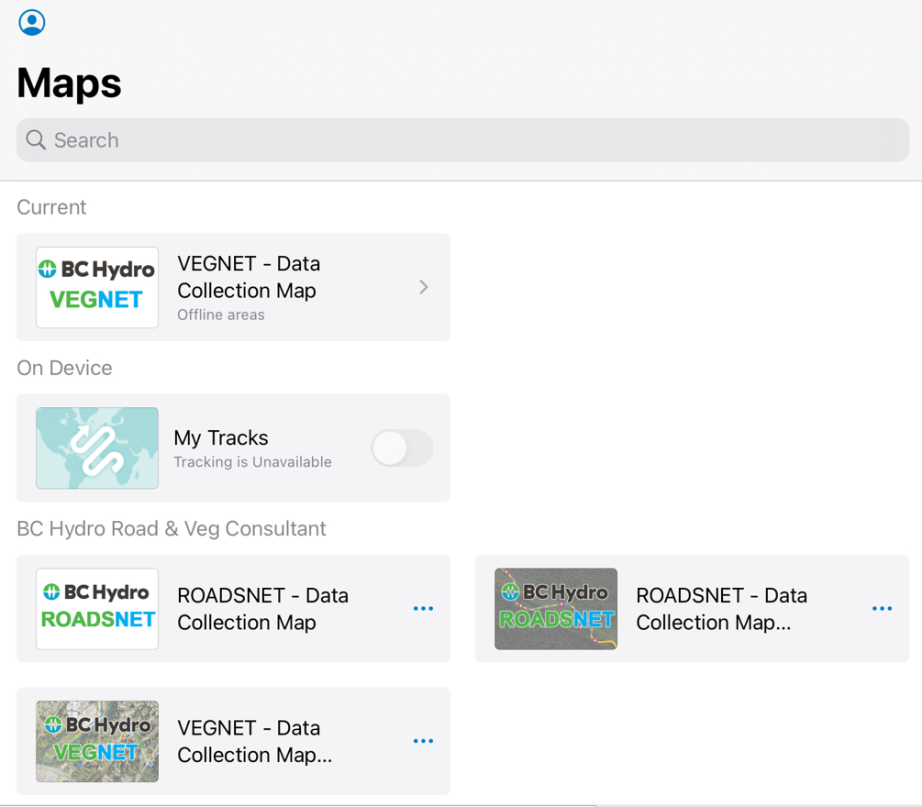 Maps
Search
Current
BC Hydro
VEGNET
VEGNET - Data
Collection Map
Offline areas
On Device
My Tracks
Tracking is Unavailable
BC Hydro Road & Veg Consultant
BC Hydro
ROADSNET
ROADSNET - Data
Collection Map
...
BC Hydro
ROADSNET
ROADSNET - Data
Collection Map...
...
BC Hydro
VEGNET
VEGNET - Data
Collection Map...
...